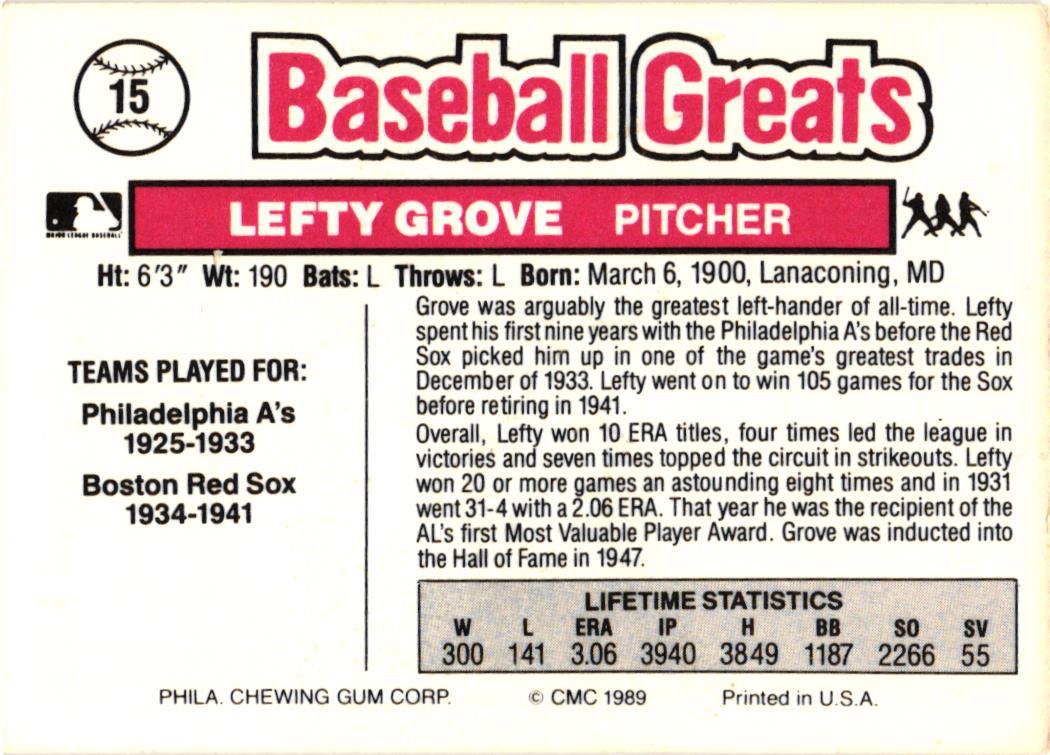 15
Baseball Greats
MAJOR LEAGUE BASEBALL
LEFTY GROVE PITCHER
Ht: 6'3" Wt: 190 Bats: L Throws: L Born: March 6, 1900, Lanaconing, MD
TEAMS PLAYED FOR:
Philadelphia A's
1925-1933
Boston Red Sox
1934-1941
Grove was arguably the greatest left-hander of all-time. Lefty
spent his first nine years with the Philadelphia A's before the Red
Sox picked him up in one of the game's greatest trades in
December of 1933. Lefty went on to win 105 games for the Sox
before retiring in 1941.
Overall, Lefty won 10 ERA titles, four times led the league in
victories and seven times topped the circuit in strikeouts. Lefty
won 20 or more games an astounding eight times and in 1931
went 31-4 with a 2.06 ERA. That year he was the recipient of the
AL's first Most Valuable Player Award. Grove was inducted into
the Hall of Fame in 1947.
LIFETIME STATISTICS
W L ERA IP H BB SO SV
300 141 3.06 3940 3849 1187 2266 55
PHILA. CHEWING GUM CORP. © CMC 1989 Printed in U.S.A.